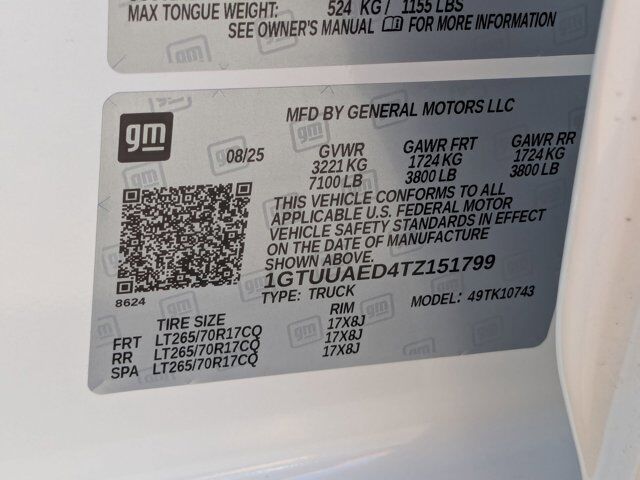 MAX TONGUE WEIGHT: 524 KG / 1155 LBS
SEE OWNER'S MANUAL FOR MORE INFORMATION
gm
MFD BY GENERAL MOTORS LLC
08/25
GVWR GAWR FRT GAWR RR
3221 KG 1724 KG 1724 KG
7100 LB 3800 LB 3800 LB
THIS VEHICLE CONFORMS TO ALL
APPLICABLE U.S. FEDERAL MOTOR
VEHICLE SAFETY STANDARDS IN EFFECT
ON THE DATE OF MANUFACTURE
SHOWN ABOVE.
1GTUUAED4TZ151799
8624
TYPE: TRUCK MODEL: 49TK10743
TIRE SIZE RIM
FRT LT265/70R17CQ 17X8J
RR LT265/70R17CQ 17X8J
SPA LT265/70R17CQ 17X8J